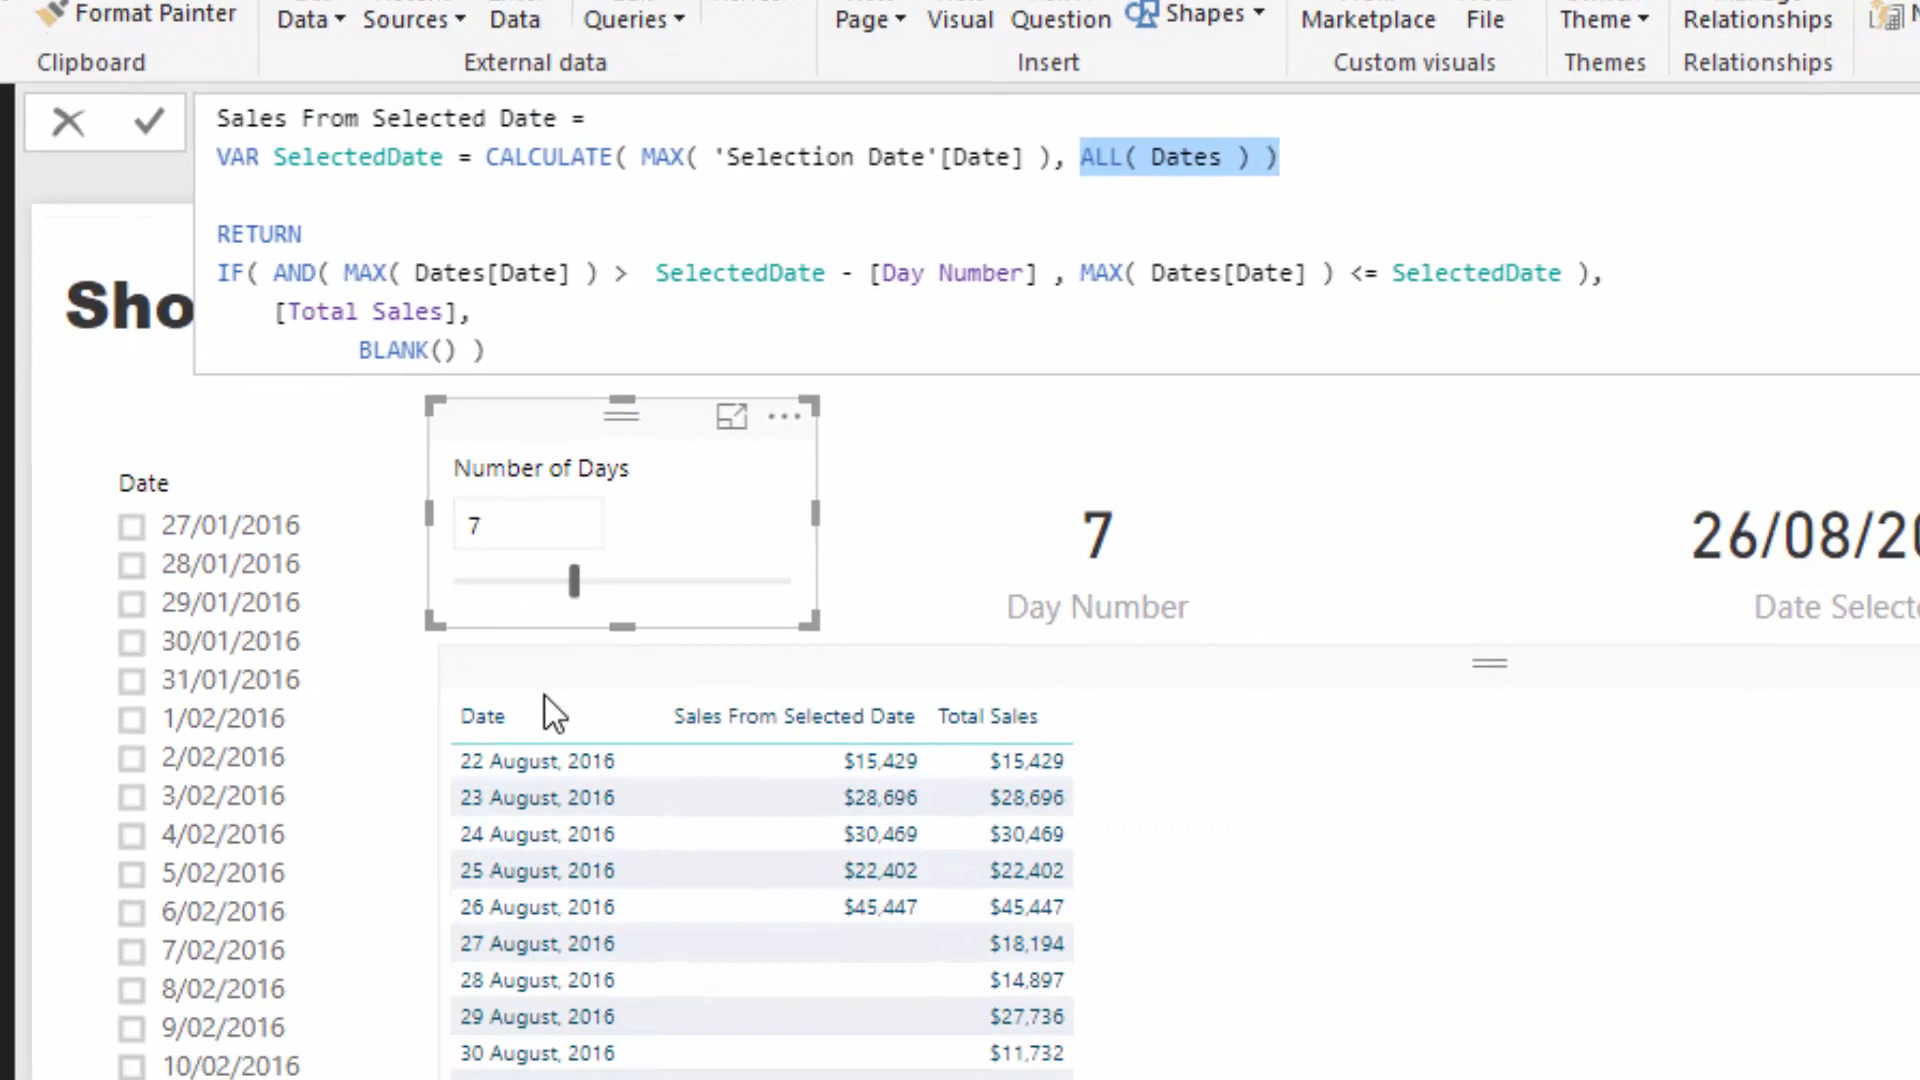 Format Painter
Data
Sources
Data
Queries
Page
Visual
Question
Shapes
Marketplace
File
Theme
Relationships
Clipboard
External data
Insert
Custom visuals
Themes
Relationships
Sales From Selected Date =
VAR SelectedDate = CALCULATE( MAX( 'Selection Date'[Date] ), ALL( Dates ) )
RETURN
IF( AND( MAX( Dates[Date] ) > SelectedDate - [Day Number] , MAX( Dates[Date] ) <= SelectedDate ),
[Total Sales],
BLANK() )
Sho
Number of Days
7
Date
27/01/2016
28/01/2016
29/01/2016
30/01/2016
31/01/2016
1/02/2016
2/02/2016
3/02/2016
4/02/2016
5/02/2016
6/02/2016
7/02/2016
8/02/2016
9/02/2016
10/02/2016
7
Day Number
26/08/20
Date Select
Date Sales From Selected Date Total Sales
22 August, 2016 $15,429 $15,429
23 August, 2016 $28,696 $28,696
24 August, 2016 $30,469 $30,469
25 August, 2016 $22,402 $22,402
26 August, 2016 $45,447 $45,447
27 August, 2016 $18,194
28 August, 2016 $14,897
29 August, 2016 $27,736
30 August, 2016 $11,732